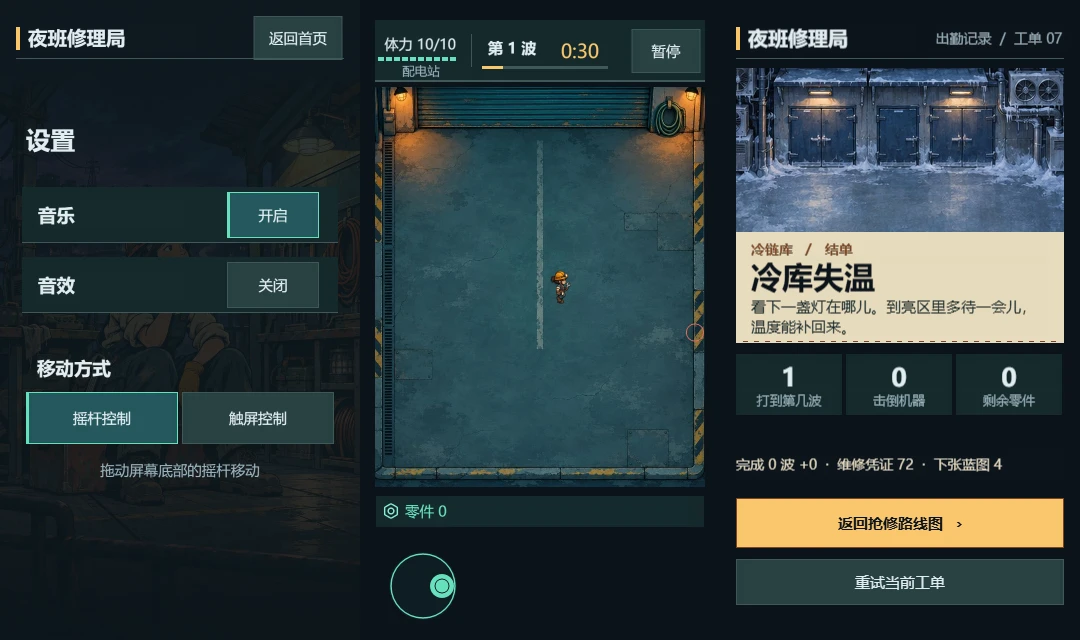 夜班修理局
返回首页
设置
音乐
开启
音效
关闭
移动方式
摇杆控制
触屏控制
拖动屏幕底部的摇杆移动
体力 10/10
配电站
第 1 波
0:30
暂停
零件 0
夜班修理局
出勤记录 / 工单 07
冷链库 / 结单
冷库失温
看下一盏灯在哪儿。到亮区里多待一会儿，
温度能补回来。
1
打到第几波
0
击倒机器
0
剩余零件
完成 0 波 +0 · 维修凭证 72 · 下张蓝图 4
返回抢修路线图 ›
重试当前工单